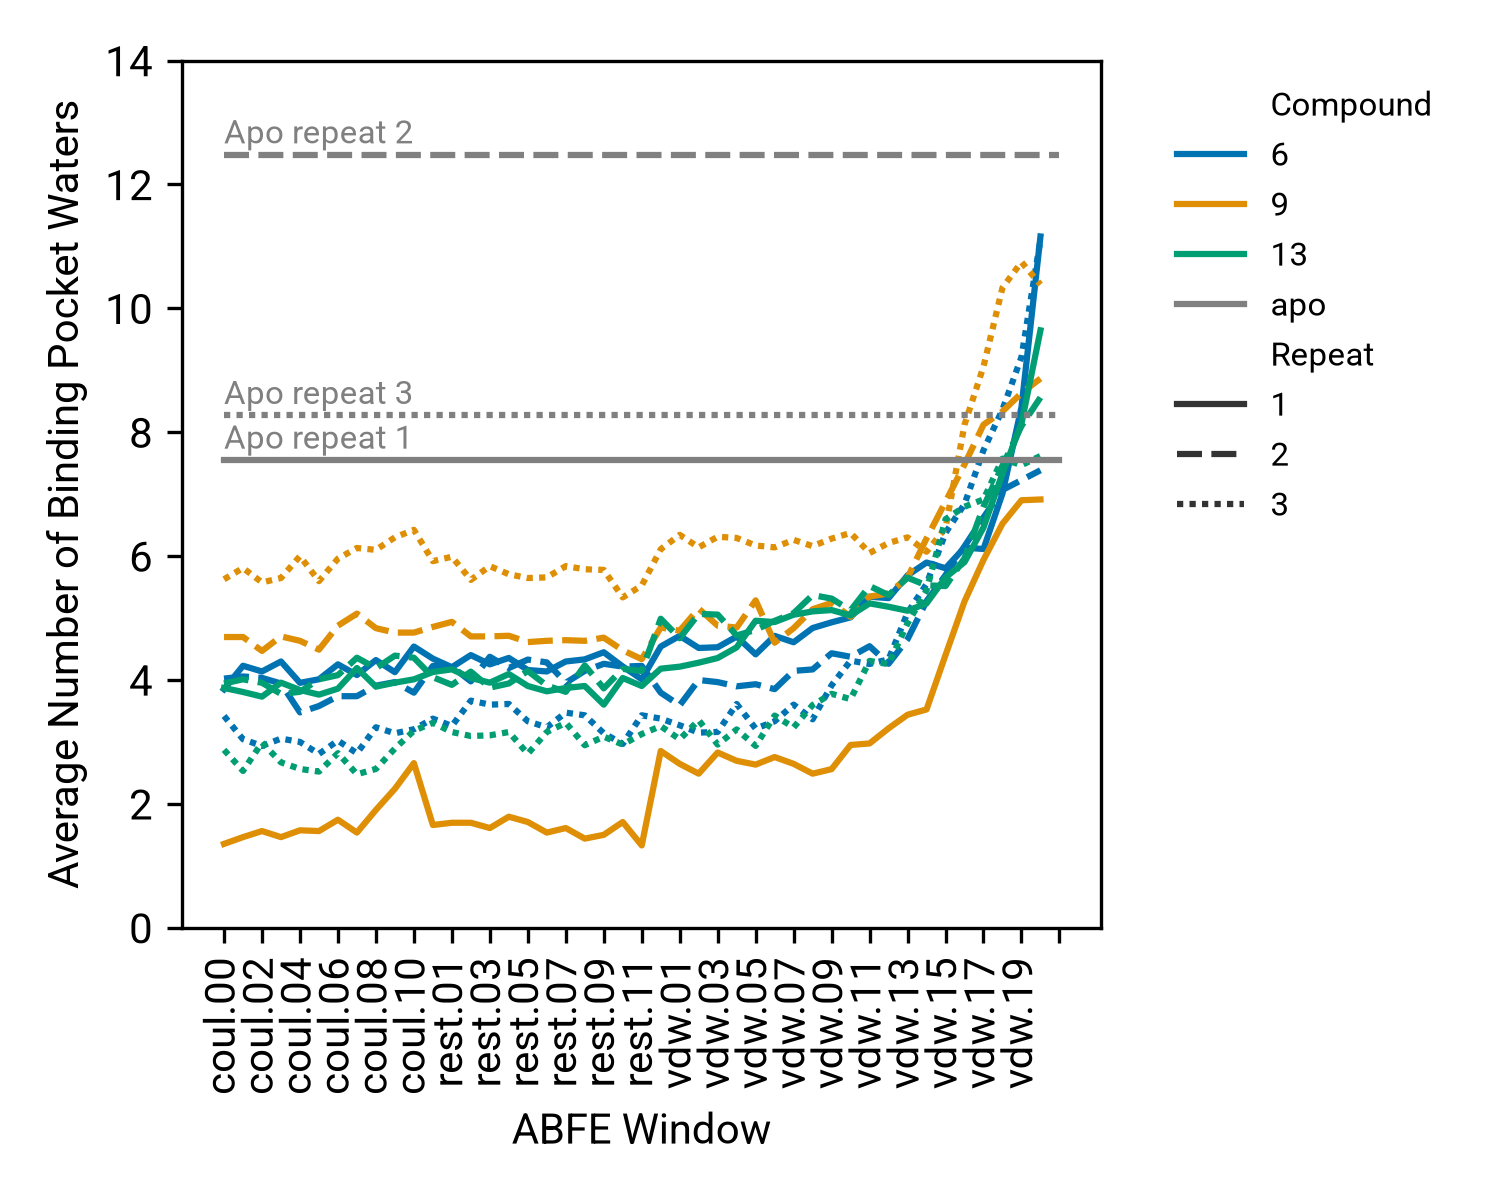 Average Number of Binding Pocket Waters
14
12
10
8
6
4
2
0
Apo repeat 2
Apo repeat 3
Apo repeat 1
coul.00
coul.02
coul.04
coul.06
coul.08
coul.10
rest.01
rest.03
rest.05
rest.07
rest.09
rest.11
vdw.01
vdw.03
vdw.05
vdw.07
vdw.09
vdw.11
vdw.13
vdw.15
vdw.17
vdw.19
ABFE Window
Compound
6
9
13
apo
Repeat
1
2
3